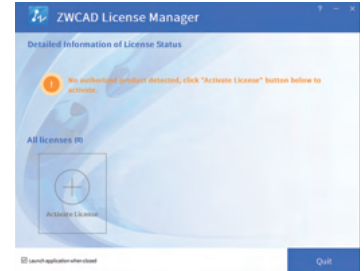 ZWCAD License Manager
? − ×
Detailed Information of License Status
! No authorized product detected, click "Activate License" button below to
activate.
All licenses (0)
Activate License
Launch application when closed
Quit